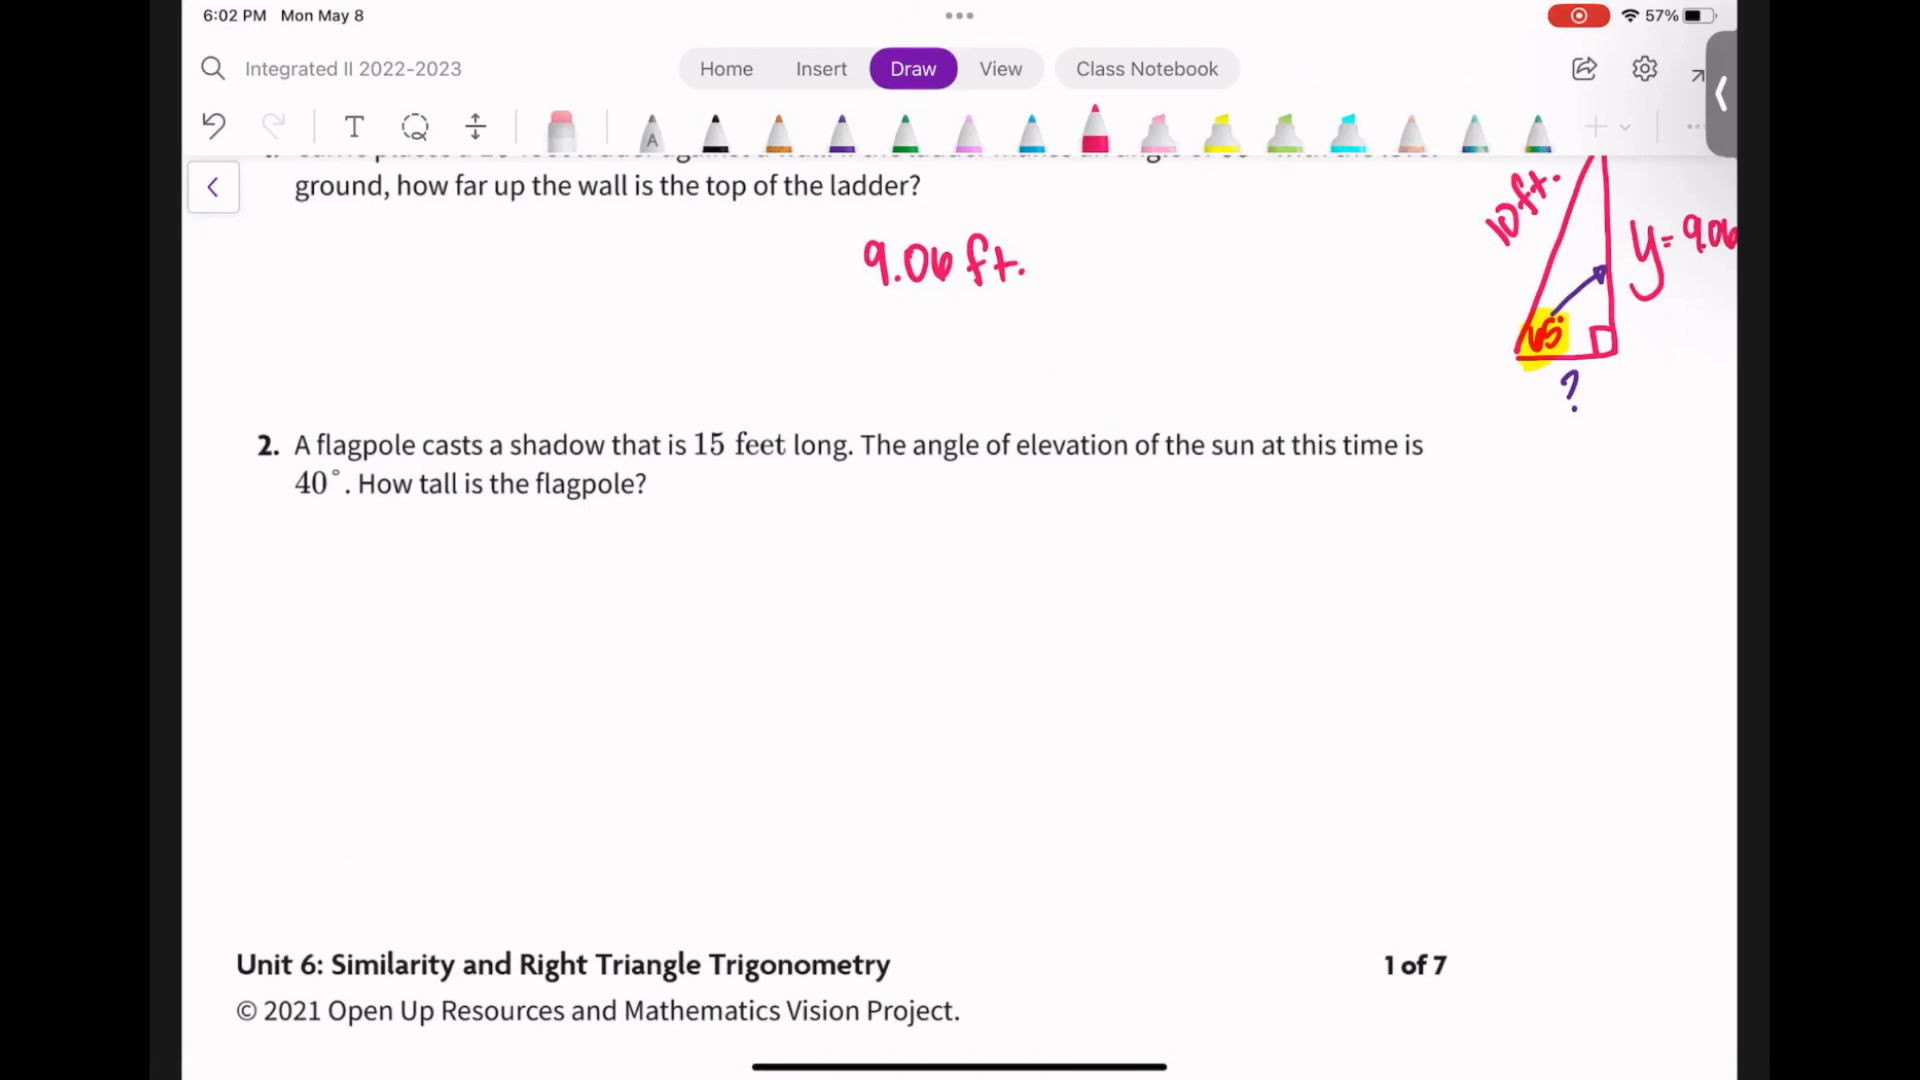 6:02 PM Mon May 8
57%
Integrated II 2022-2023
Home Insert Draw View Class Notebook
T A
ground, how far up the wall is the top of the ladder?
10ft.
y = 9.06
9.06 ft.
65°
?
2. A flagpole casts a shadow that is 15 feet long. The angle of elevation of the sun at this time is
40°. How tall is the flagpole?
Unit 6: Similarity and Right Triangle Trigonometry
1 of 7
© 2021 Open Up Resources and Mathematics Vision Project.